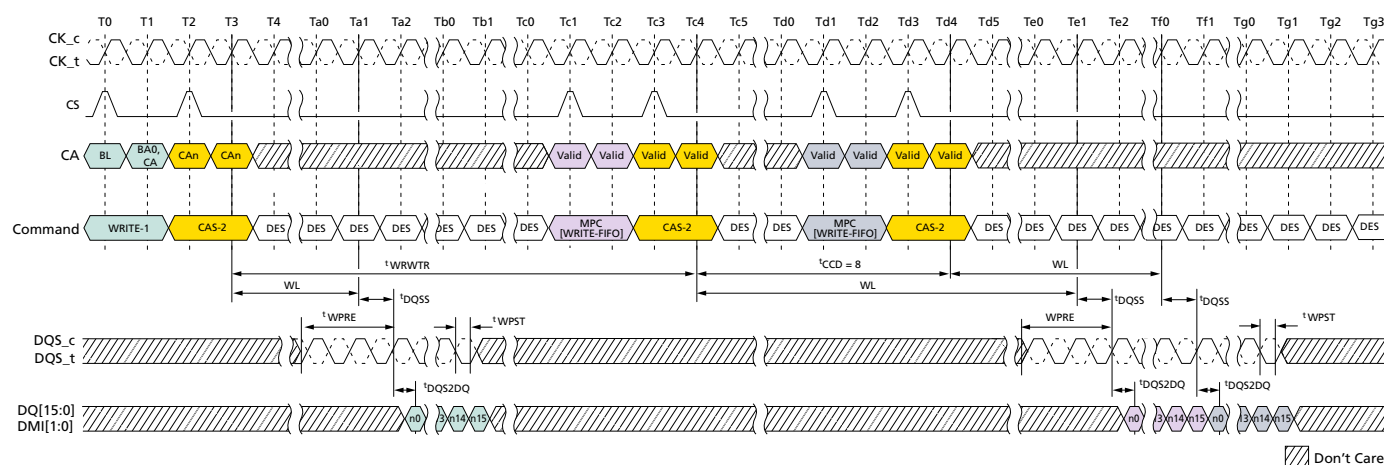 T0 T1 T2 T3 T4 Ta0 Ta1 Ta2 Tb0 Tb1 Tc0 Tc1 Tc2 Tc3 Tc4 Tc5 Td0 Td1 Td2 Td3 Td4 Td5 Te0 Te1 Te2 Tf0 Tf1 Tg0 Tg1 Tg2 Tg3
CK_c
CK_t
CS
CA BL BA0, CA CAn CAn Valid Valid Valid Valid Valid Valid Valid Valid
Command WRITE-1 CAS-2 DES DES DES DES DES DES DES MPC [WRITE-FIFO] CAS-2 DES DES MPC [WRITE-FIFO] CAS-2 DES DES DES DES DES DES DES DES DES DES
tWRWTR tCCD = 8 WL
WL WL
tDQSS tDQSS tDQSS
tWPRE tWPST WPRE tWPST
DQS_c
DQS_t
tDQS2DQ tDQS2DQ tDQS2DQ
DQ[15:0]
DMI[1:0]
n0 13 n14 n15 n0 13 n14 n15 n0 13 n14 n15
Don't Care